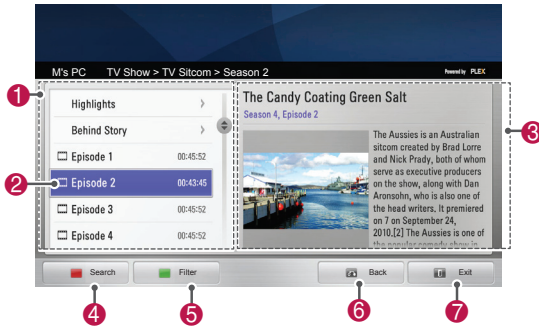 M's PC TV Show > TV Sitcom > Season 2
Powered by PLEX
1
Highlights >
Behind Story >
Episode 1 00:45:52
2
Episode 2 00:43:45
Episode 3 00:45:52
Episode 4 00:45:52
The Candy Coating Green Salt
Season 4, Episode 2
3
The Aussies is an Australian
sitcom created by Brad Lorre
and Nick Prady, both of whom
serve as executive producers
on the show, along with Dan
Aronsohn, who is also one of
the head writers. It premiered
on 7 on September 24,
2010.[2] The Aussies is one of
the popular comedy show in
Search Filter Back Exit
4 5 6 7